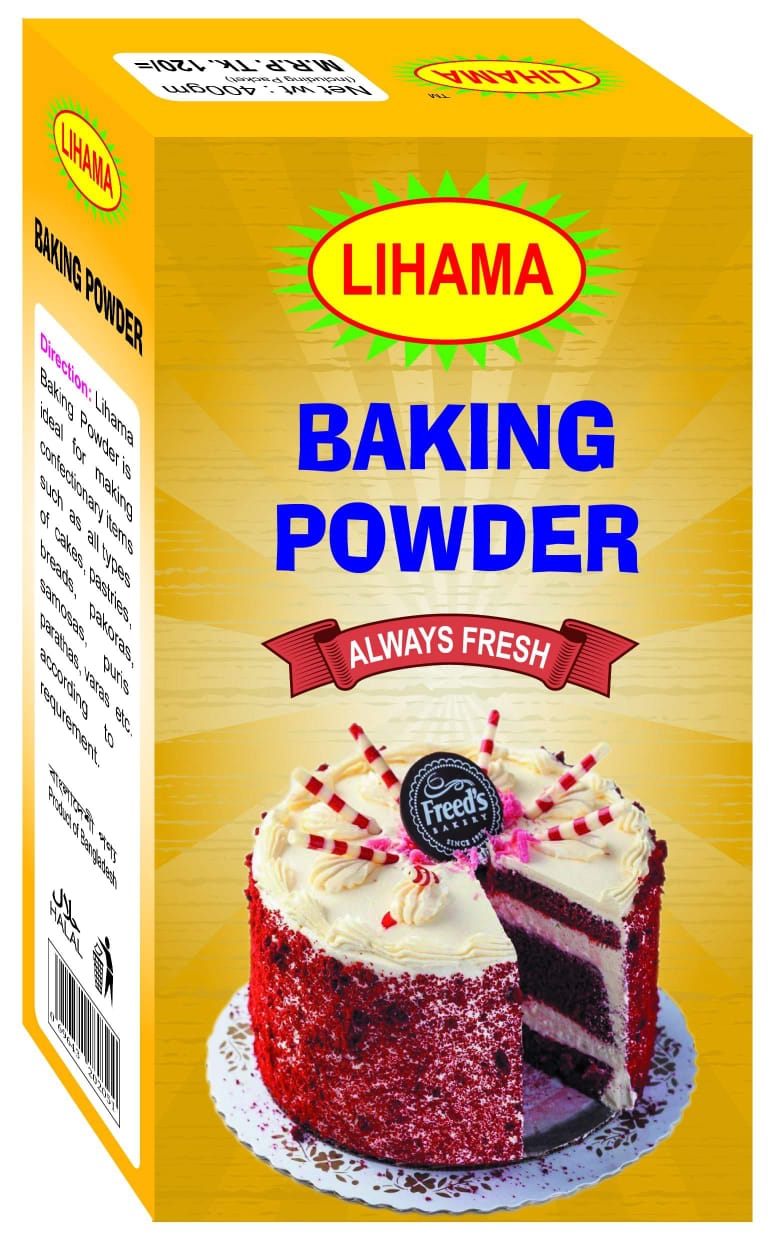 Net wt : 400gm
(Including Packet)
M.R.P. Tk. 120/=
LIHAMA
TM
LIHAMA
BAKING POWDER
Direction: Lihama
Baking Powder is
ideal for making
confectionary items
such as all types
of cakes, pastries,
breads, pakoras,
samosas, puris
parathas, varas etc.
according to
requrement.
বাংলাদেশী পণ্য
Product of Bangladesh
حلال
HALAL
LIHAMA
BAKING
POWDER
ALWAYS FRESH
Freed's
BAKERY